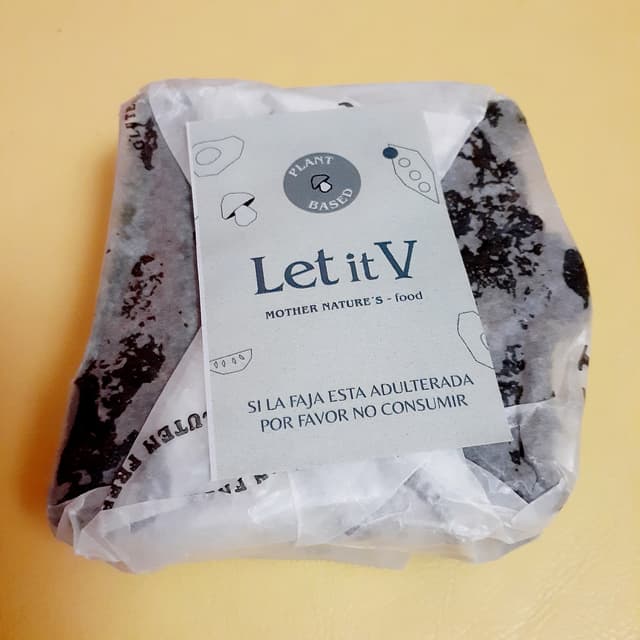 PLANT
BASED
Let it V
MOTHER NATURE´S - food
SI LA FAJA ESTA ADULTERADA
POR FAVOR NO CONSUMIR
GLUTEN FREE